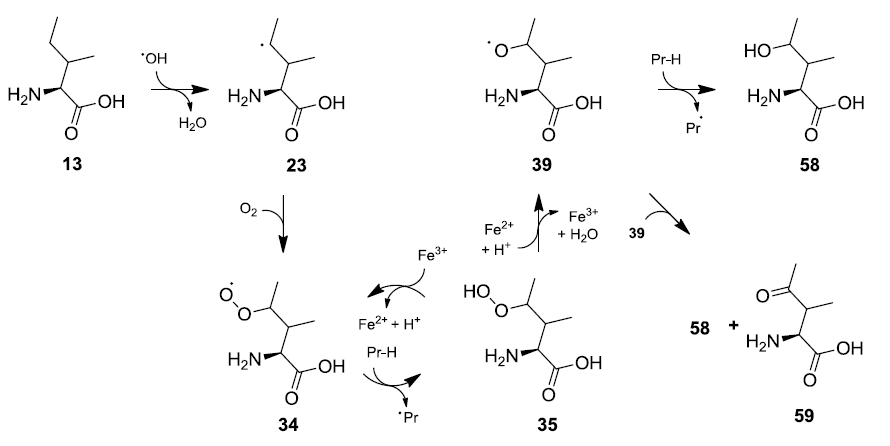 •OH
H₂O
H₂N
OH
O
13
•
H₂N
OH
O
23
•
O
H₂N
OH
O
39
Pr-H
Pr•
HO
H₂N
OH
O
58
O₂
Fe²⁺
+ H⁺
Fe³⁺
+ H₂O
39
Fe³⁺
Fe²⁺ + H⁺
Pr-H
•Pr
O•
O
H₂N
OH
O
34
HO
O
H₂N
OH
O
35
58 +
O
H₂N
OH
O
59